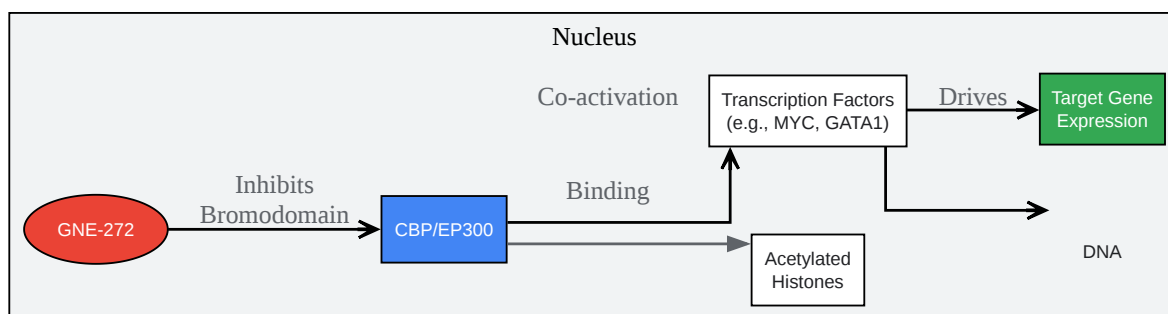 Nucleus
Co-activation
Transcription Factors
(e.g., MYC, GATA1)
Drives
Target Gene
Expression
Inhibits
Bromodomain
Binding
GNE-272
CBP/EP300
Acetylated
Histones
DNA